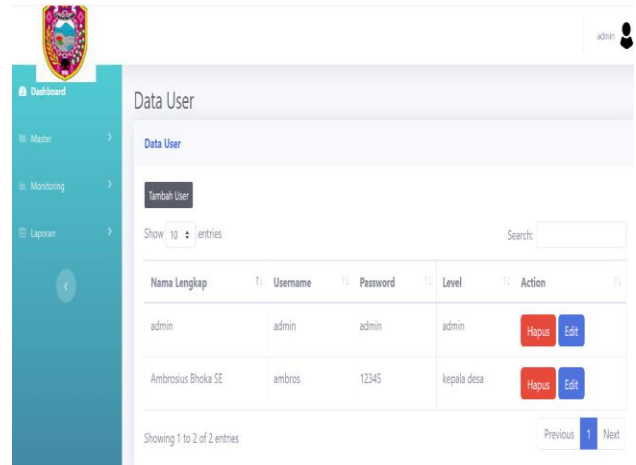 admin
Dashboard
Master
Monitoring
Laporan
Data User
Data User
Tambah User
Show 10 entries
Search:
Nama Lengkap Username Password Level Action
admin admin admin admin Hapus Edit
Ambrosius Bhoka SE ambros 12345 kepala desa Hapus Edit
Showing 1 to 2 of 2 entries
Previous 1 Next